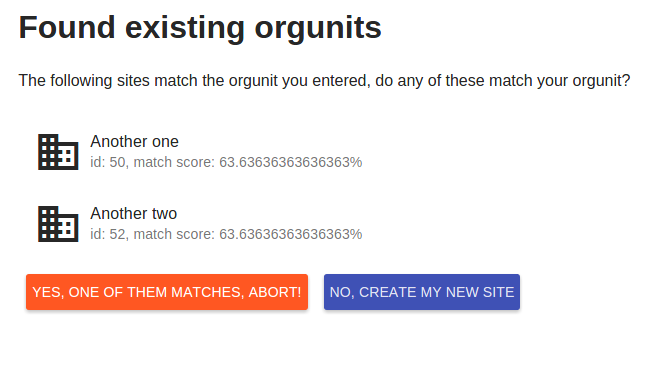 Found existing orgunits
The following sites match the orgunit you entered, do any of these match your orgunit?
Another one
id: 50, match score: 63.63636363636363%
Another two
id: 52, match score: 63.63636363636363%
YES, ONE OF THEM MATCHES, ABORT!
NO, CREATE MY NEW SITE